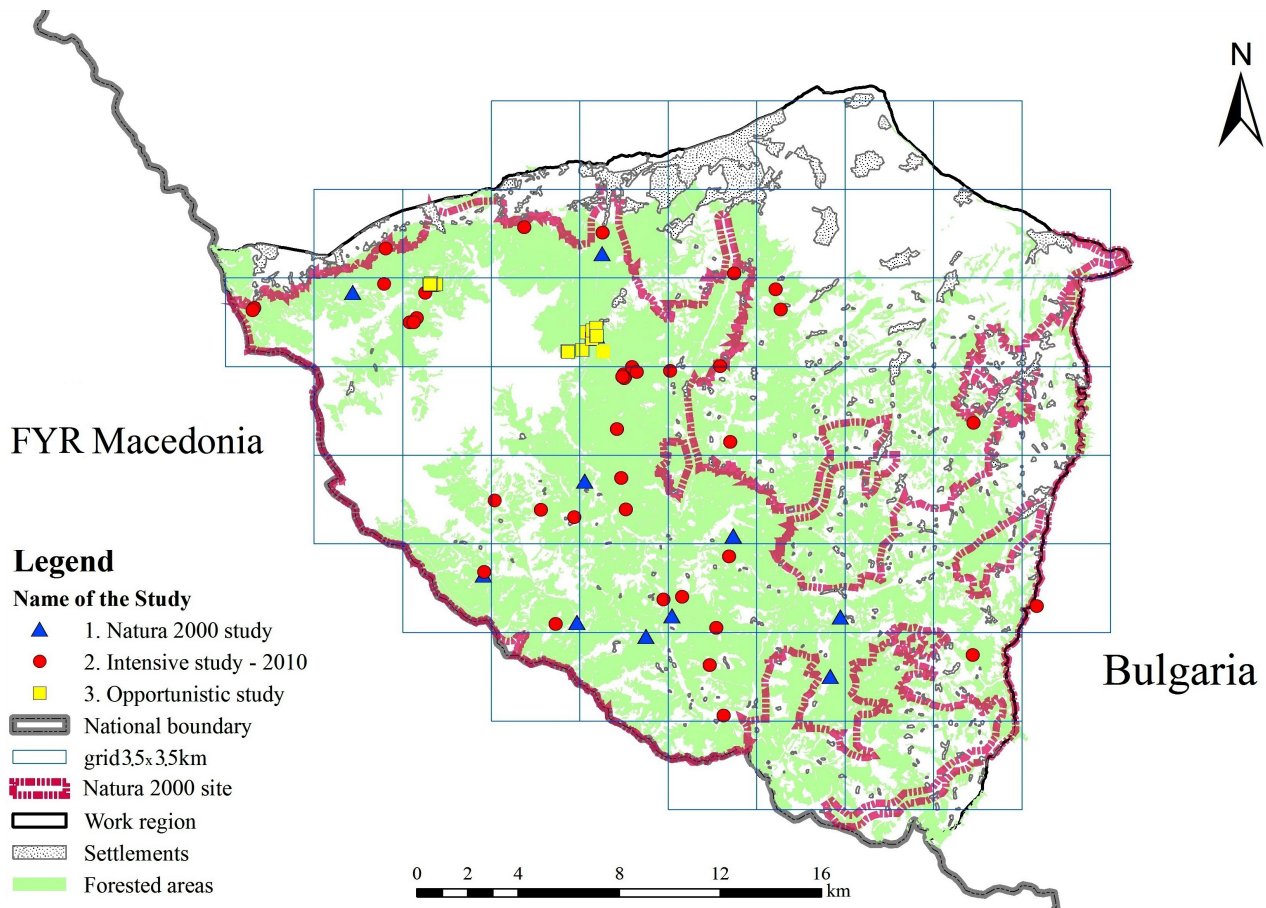 N
FYR Macedonia
Bulgaria
Legend
Name of the Study
1. Natura 2000 study
2. Intensive study - 2010
3. Opportunistic study
National boundary
grid3,5x3,5km
Natura 2000 site
Work region
Settlements
Forested areas
0 2 4 8 12 16
km